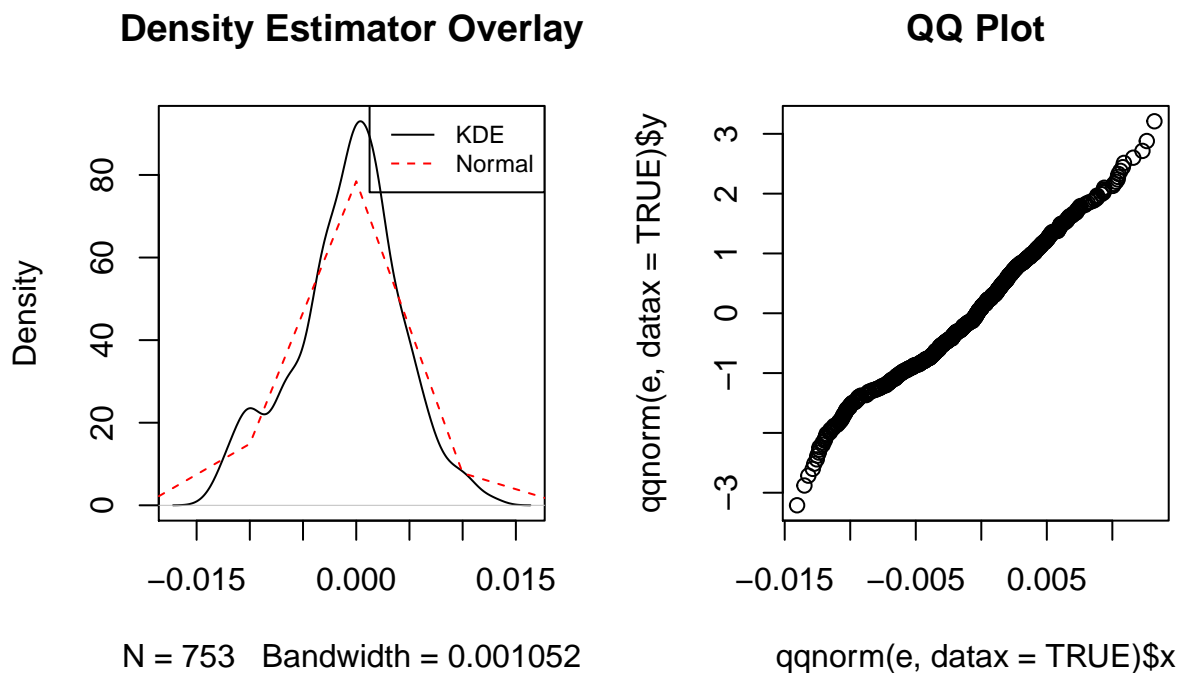 Density Estimator Overlay
Density
0
20
40
60
80
KDE
Normal
−0.015
0.000
0.015
N = 753 Bandwidth = 0.001052
QQ Plot
qqnorm(e, datax = TRUE)$y
−3
−1
0
1
2
3
−0.015
−0.005
0.005
qqnorm(e, datax = TRUE)$x